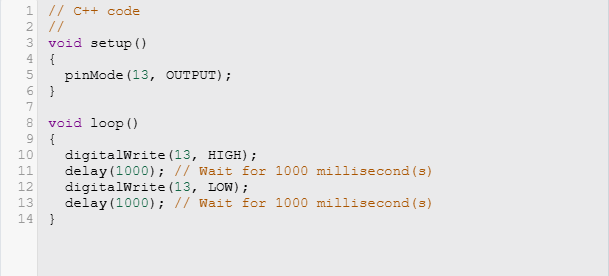 1 // C++ code
2 //
3 void setup()
4 {
5   pinMode(13, OUTPUT);
6 }
7
8 void loop()
9 {
10   digitalWrite(13, HIGH);
11   delay(1000); // Wait for 1000 millisecond(s)
12   digitalWrite(13, LOW);
13   delay(1000); // Wait for 1000 millisecond(s)
14 }